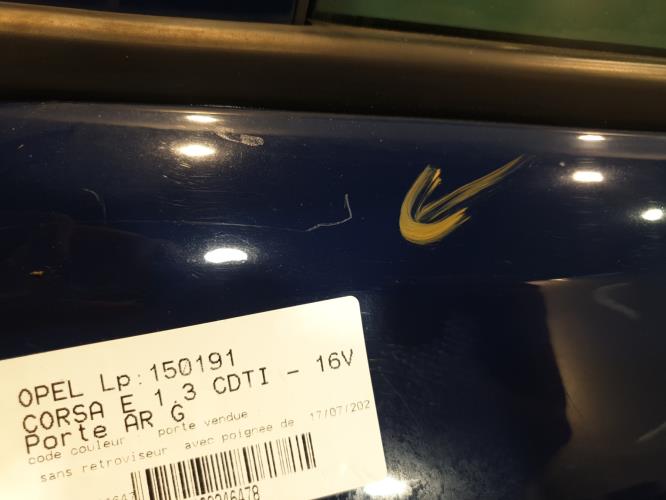 OPEL Lp:150191
CORSA E 1.3 CDTI - 16V
Porte AR G
code couleur porte vendue
sans retroviseur avec poignee de 17/07/202